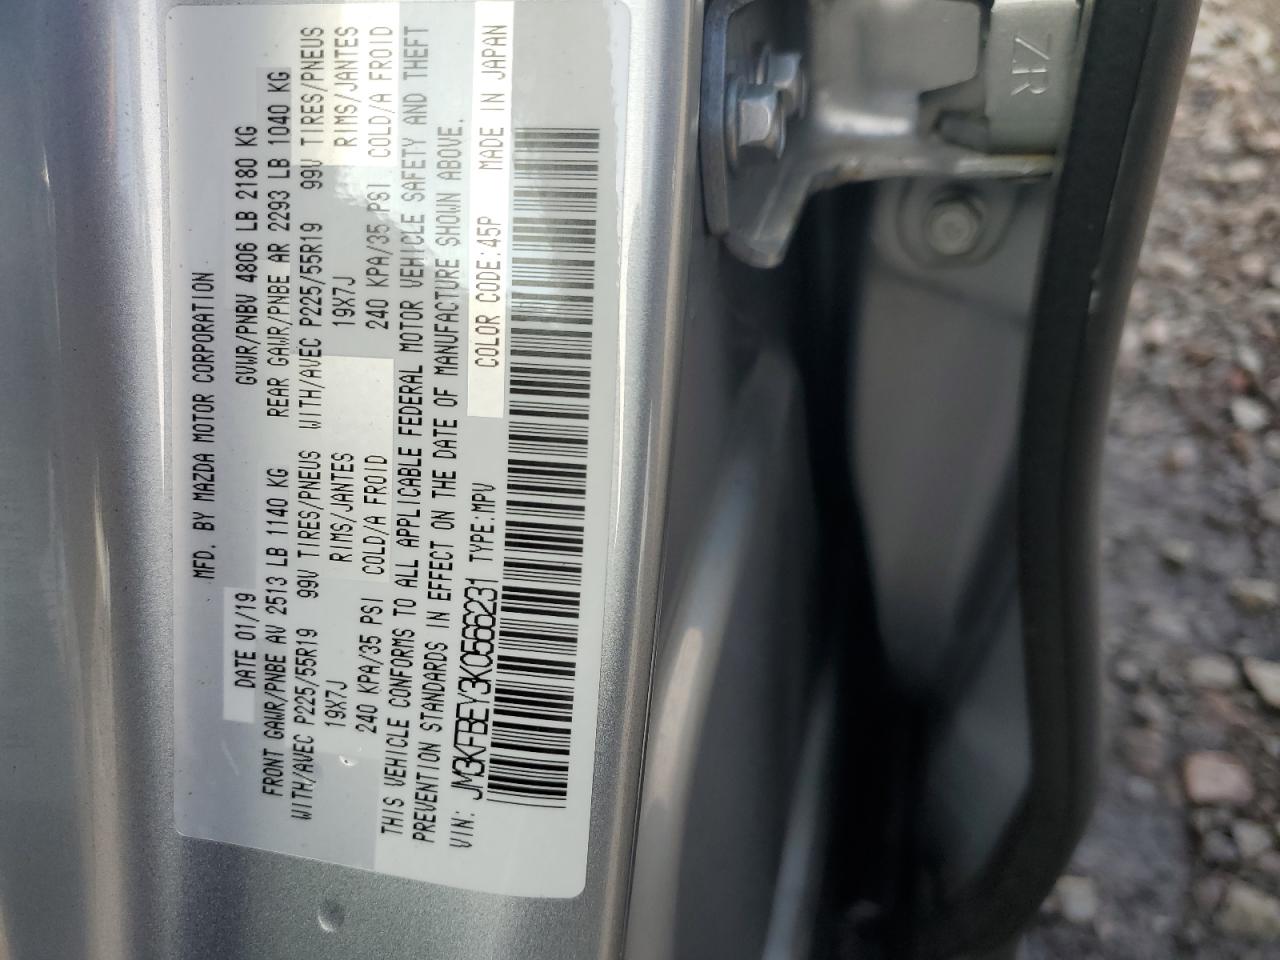 MFD. BY MAZDA MOTOR CORPORATION
DATE 01/19 GVWR/PNBV 4806 LB 2180 KG
FRONT GAWR/PNBE AV 2513 LB 1140 KG REAR GAWR/PNBE AR 2293 LB 1040 KG
WITH/AVEC P225/55R19 99V TIRES/PNEUS WITH/AVEC P225/55R19 99V TIRES/PNEUS
19X7J RIMS/JANTES 19X7J RIMS/JANTES
240 KPA/35 PSI COLD/A FROID 240 KPA/35 PSI COLD/A FROID
THIS VEHICLE CONFORMS TO ALL APPLICABLE FEDERAL MOTOR VEHICLE SAFETY AND THEFT
PREVENTION STANDARDS IN EFFECT ON THE DATE OF MANUFACTURE SHOWN ABOVE.
VIN: JM3KFBEY3K0566231 TYPE:MPV COLOR CODE:45P MADE IN JAPAN
ZR